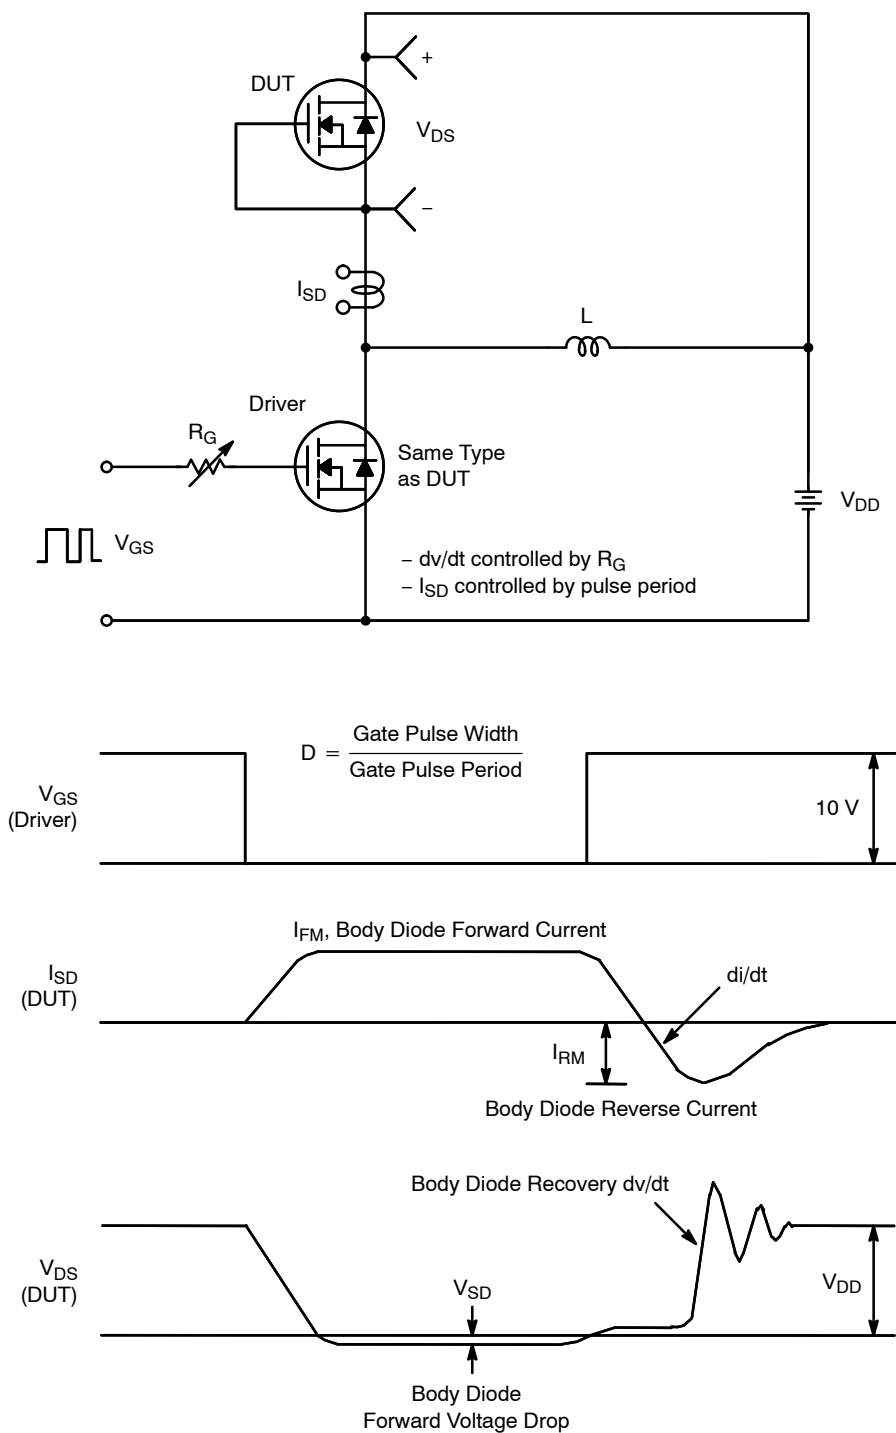 +
DUT
V_DS
–
I_SD
L
Driver
R_G
Same Type
as DUT
V_DD
V_GS
– dv/dt controlled by R_G
– I_SD controlled by pulse period
D = Gate Pulse Width
Gate Pulse Period
V_GS
(Driver)
10 V
I_FM, Body Diode Forward Current
I_SD
(DUT)
di/dt
I_RM
Body Diode Reverse Current
Body Diode Recovery dv/dt
V_DS
(DUT)
V_SD
V_DD
Body Diode
Forward Voltage Drop